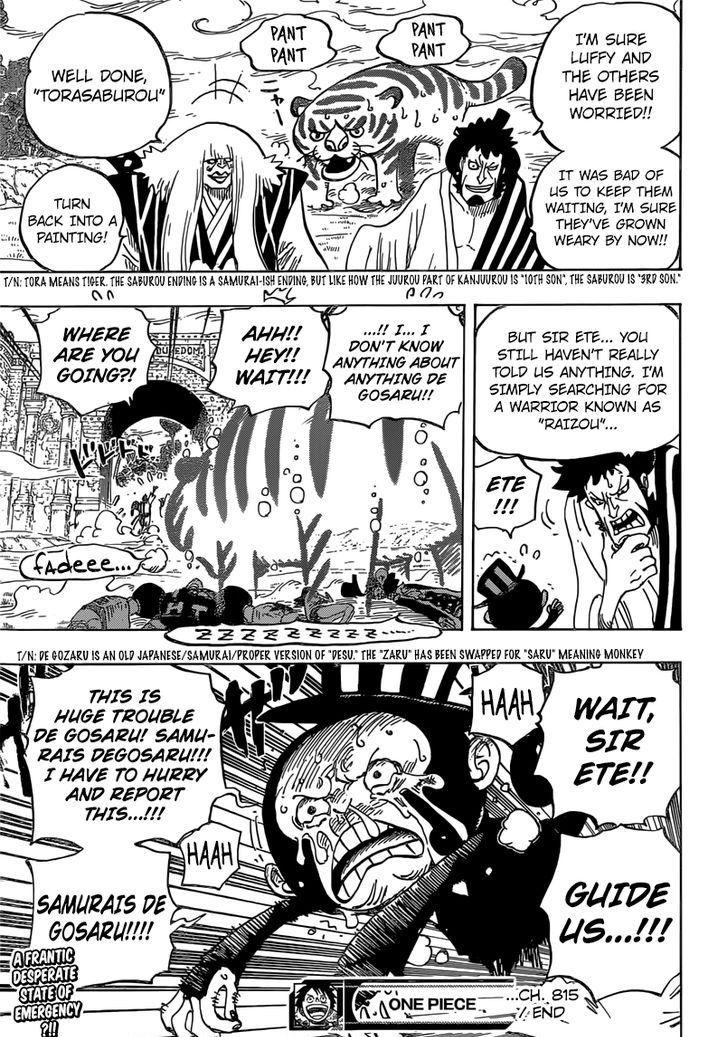 I'M SURE
LUFFY AND
THE OTHERS
HAVE BEEN
WORRIED!!
IT WAS BAD OF
US TO KEEP THEM
WAITING, I'M SURE
THEY'VE GROWN
WEARY BY NOW!!
PANT
PANT
PANT
PANT
WELL DONE,
"TORASABUROU"
TURN
BACK INTO A
PAINTING!
T/N: TORA MEANS TIGER. THE SABUROU ENDING IS A SAMURAI-ISH ENDING, BUT LIKE HOW THE JUUROU PART OF KANJUUROU IS "10TH SON", THE SABUROU IS "3RD SON."
BUT SIR ETE... YOU
STILL HAVEN'T REALLY
TOLD US ANYTHING. I'M
SIMPLY SEARCHING FOR
A WARRIOR KNOWN AS
"RAIZOU"...
ETE
!!!
...!! I... I
DON'T KNOW
ANYTHING ABOUT
ANYTHING DE
GOSARU!!
AHH!!
HEY!!
WAIT!!!
WHERE
ARE YOU
GOING?!
FADEEE...
HT
ZZZZZZZZZZ
T/N: DE GOZARU IS AN OLD JAPANESE/SAMURAI/PROPER VERSION OF "DESU." THE "ZARU" HAS BEEN SWAPPED FOR "SARU" MEANING MONKEY
WAIT,
SIR
ETE!!
GUIDE
US...!!!
HAAH
HAAH
HAAH
THIS IS
HUGE TROUBLE
DE GOSARU! SAMU-
RAIS DEGOSARU!!!
I HAVE TO HURRY
AND REPORT
THIS...!!!
SAMURAIS DE
GOSARU!!!!
A FRANTIC
DESPERATE
STATE OF
EMERGENCY
?!!
ONE PIECE
...CH. 815
/ END